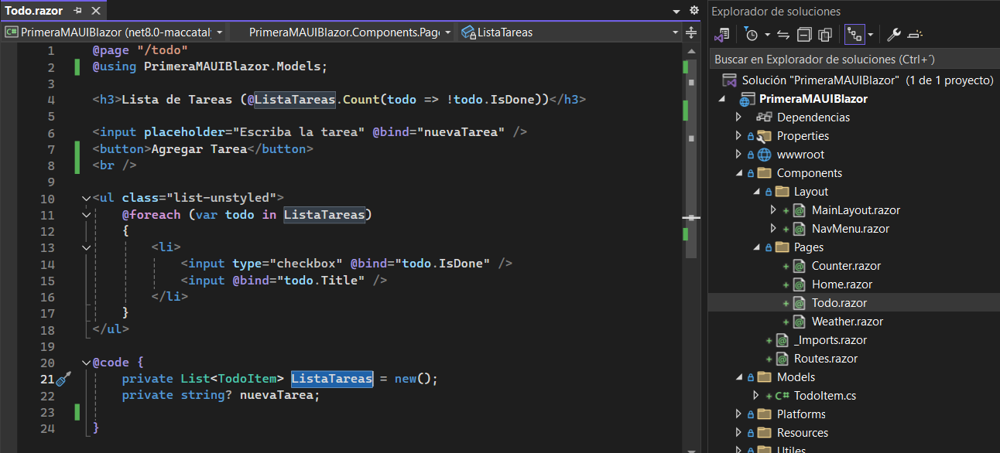 Todo.razor
PrimeraMAUIBlazor (net8.0-maccatal
PrimeraMAUIBlazor.Components.Page
ListaTareas
1 @page "/todo"
2 @using PrimeraMAUIBlazor.Models;
3
4 <h3>Lista de Tareas (@ListaTareas.Count(todo => !todo.IsDone))</h3>
5
6 <input placeholder="Escriba la tarea" @bind="nuevaTarea" />
7 <button>Agregar Tarea</button>
8 <br />
9
10 <ul class="list-unstyled">
11 @foreach (var todo in ListaTareas)
12 {
13 <li>
14 <input type="checkbox" @bind="todo.IsDone" />
15 <input @bind="todo.Title" />
16 </li>
17 }
18 </ul>
19
20 @code {
21 private List<TodoItem> ListaTareas = new();
22 private string? nuevaTarea;
23
24 }
Explorador de soluciones
Buscar en Explorador de soluciones (Ctrl+´)
Solución "PrimeraMAUIBlazor" (1 de 1 proyecto)
PrimeraMAUIBlazor
Dependencias
Properties
wwwroot
Components
Layout
MainLayout.razor
NavMenu.razor
Pages
Counter.razor
Home.razor
Todo.razor
Weather.razor
_Imports.razor
Routes.razor
Models
C# TodoItem.cs
Platforms
Resources
Utiles